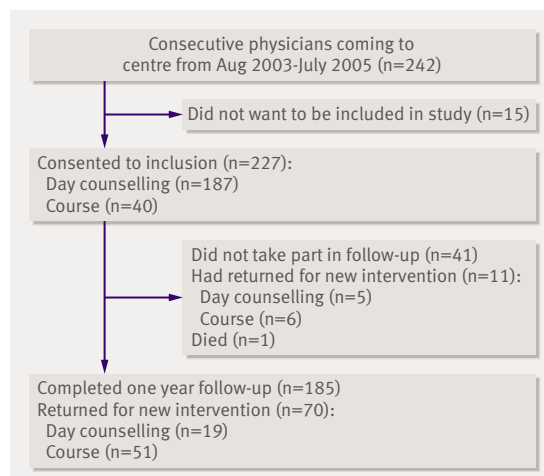 Consecutive physicians coming to
centre from Aug 2003-July 2005 (n=242)
Did not want to be included in study (n=15)
Consented to inclusion (n=227):
Day counselling (n=187)
Course (n=40)
Did not take part in follow-up (n=41)
Had returned for new intervention (n=11):
Day counselling (n=5)
Course (n=6)
Died (n=1)
Completed one year follow-up (n=185)
Returned for new intervention (n=70):
Day counselling (n=19)
Course (n=51)